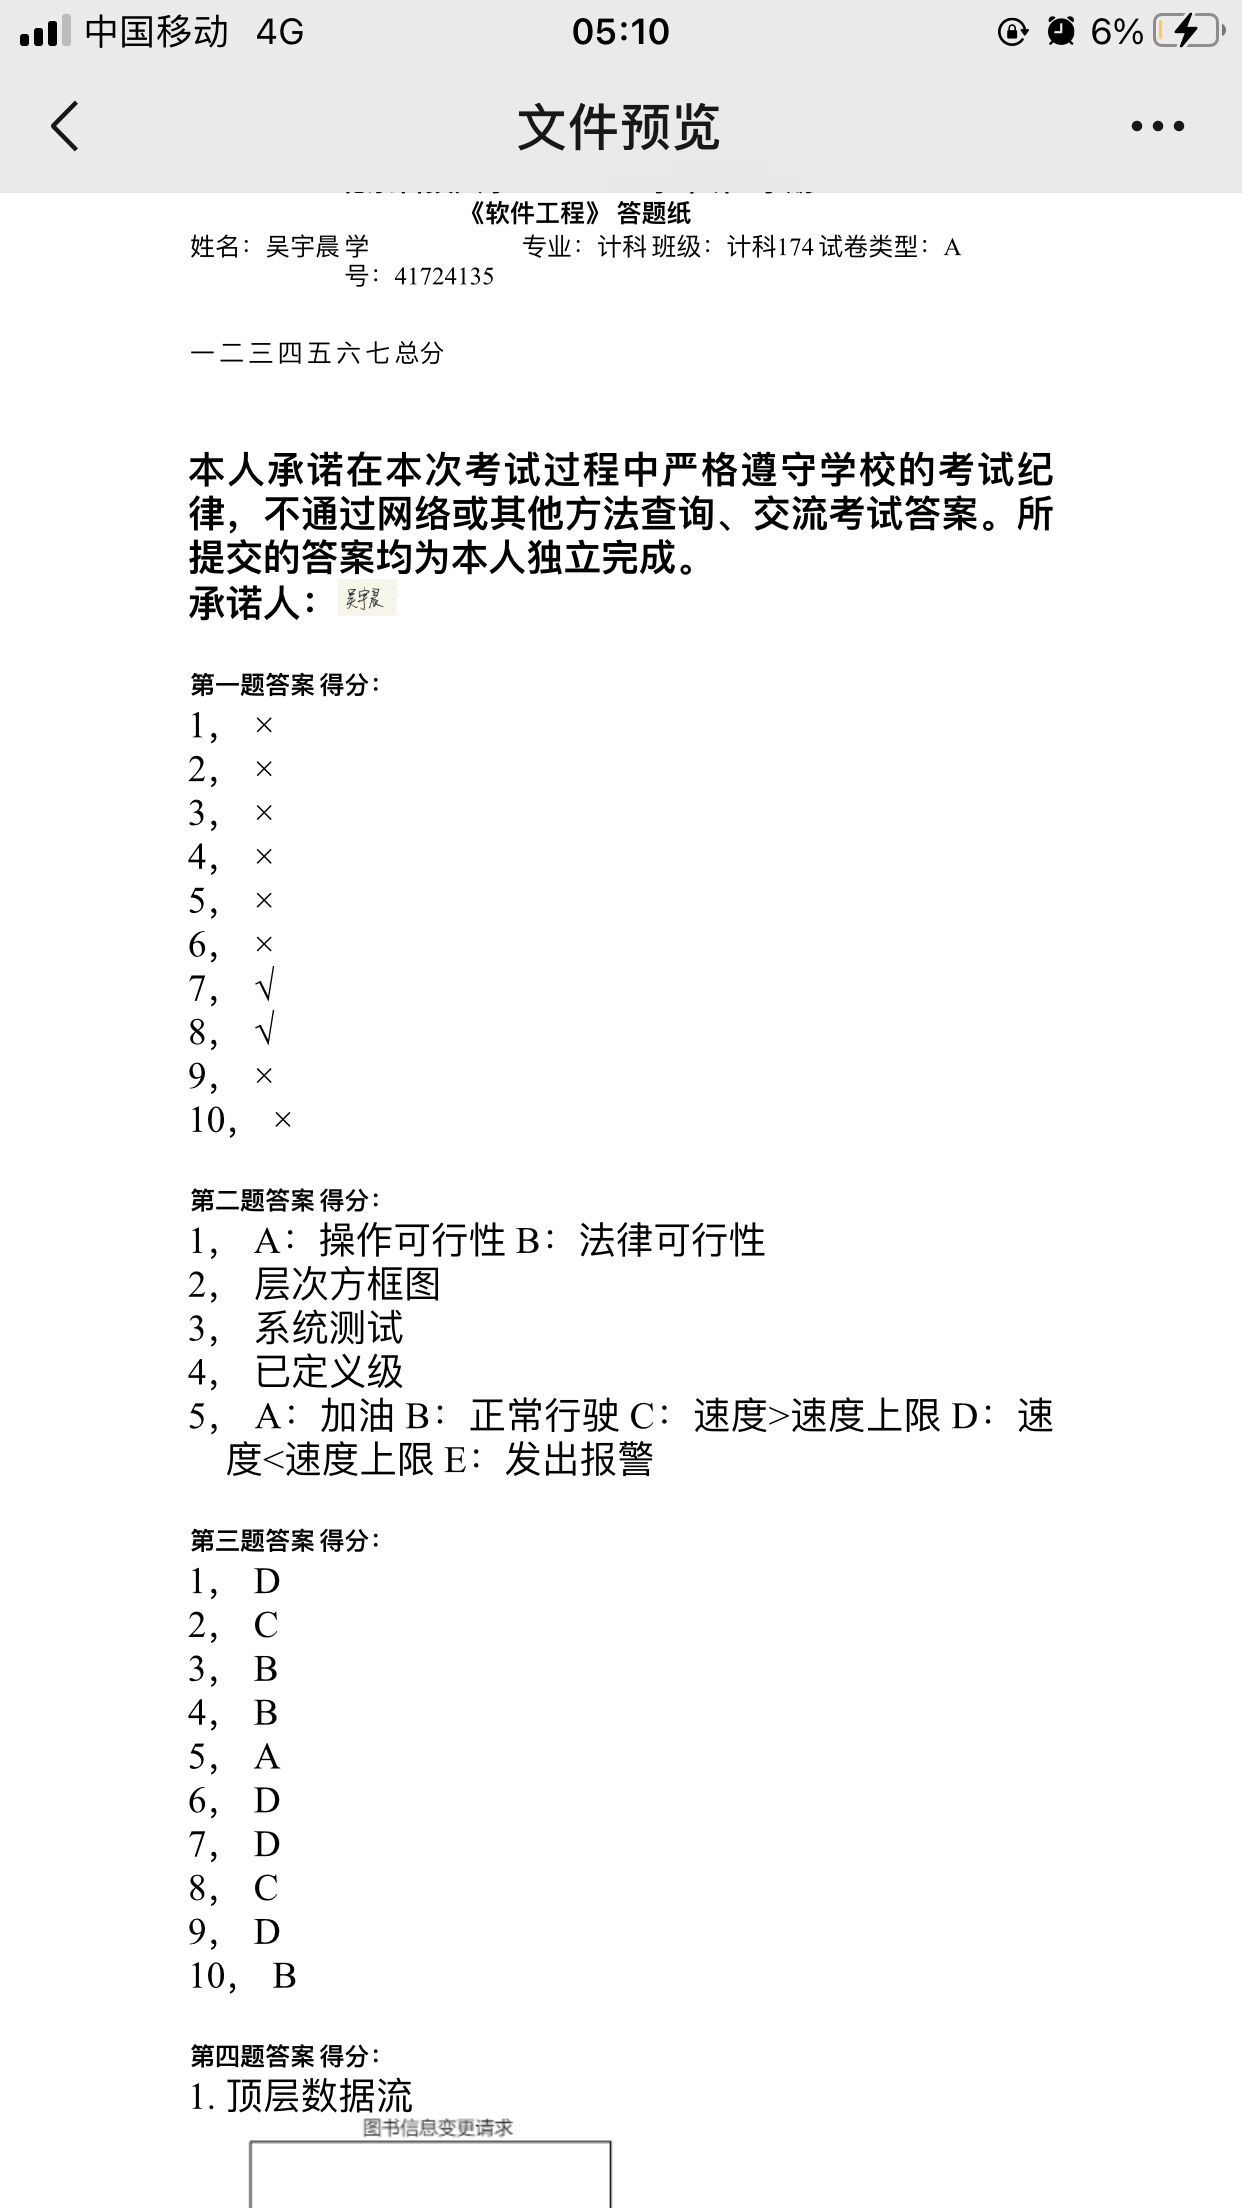 中国移动 4G 05:10 6%
文件预览
《软件工程》 答题纸
姓名：吴宇晨 学 专业：计科 班级：计科174 试卷类型：A
号：41724135
一 二 三 四 五 六 七 总分
本人承诺在本次考试过程中严格遵守学校的考试纪
律，不通过网络或其他方法查询、交流考试答案。所
提交的答案均为本人独立完成。
承诺人：吴宇晨
第一题答案 得分：
1， ×
2， ×
3， ×
4， ×
5， ×
6， ×
7， √
8， √
9， ×
10， ×
第二题答案 得分：
1， A：操作可行性 B：法律可行性
2， 层次方框图
3， 系统测试
4， 已定义级
5， A：加油 B：正常行驶 C：速度>速度上限 D：速
度<速度上限 E：发出报警
第三题答案 得分：
1， D
2， C
3， B
4， B
5， A
6， D
7， D
8， C
9， D
10， B
第四题答案 得分：
1. 顶层数据流
图书信息变更请求